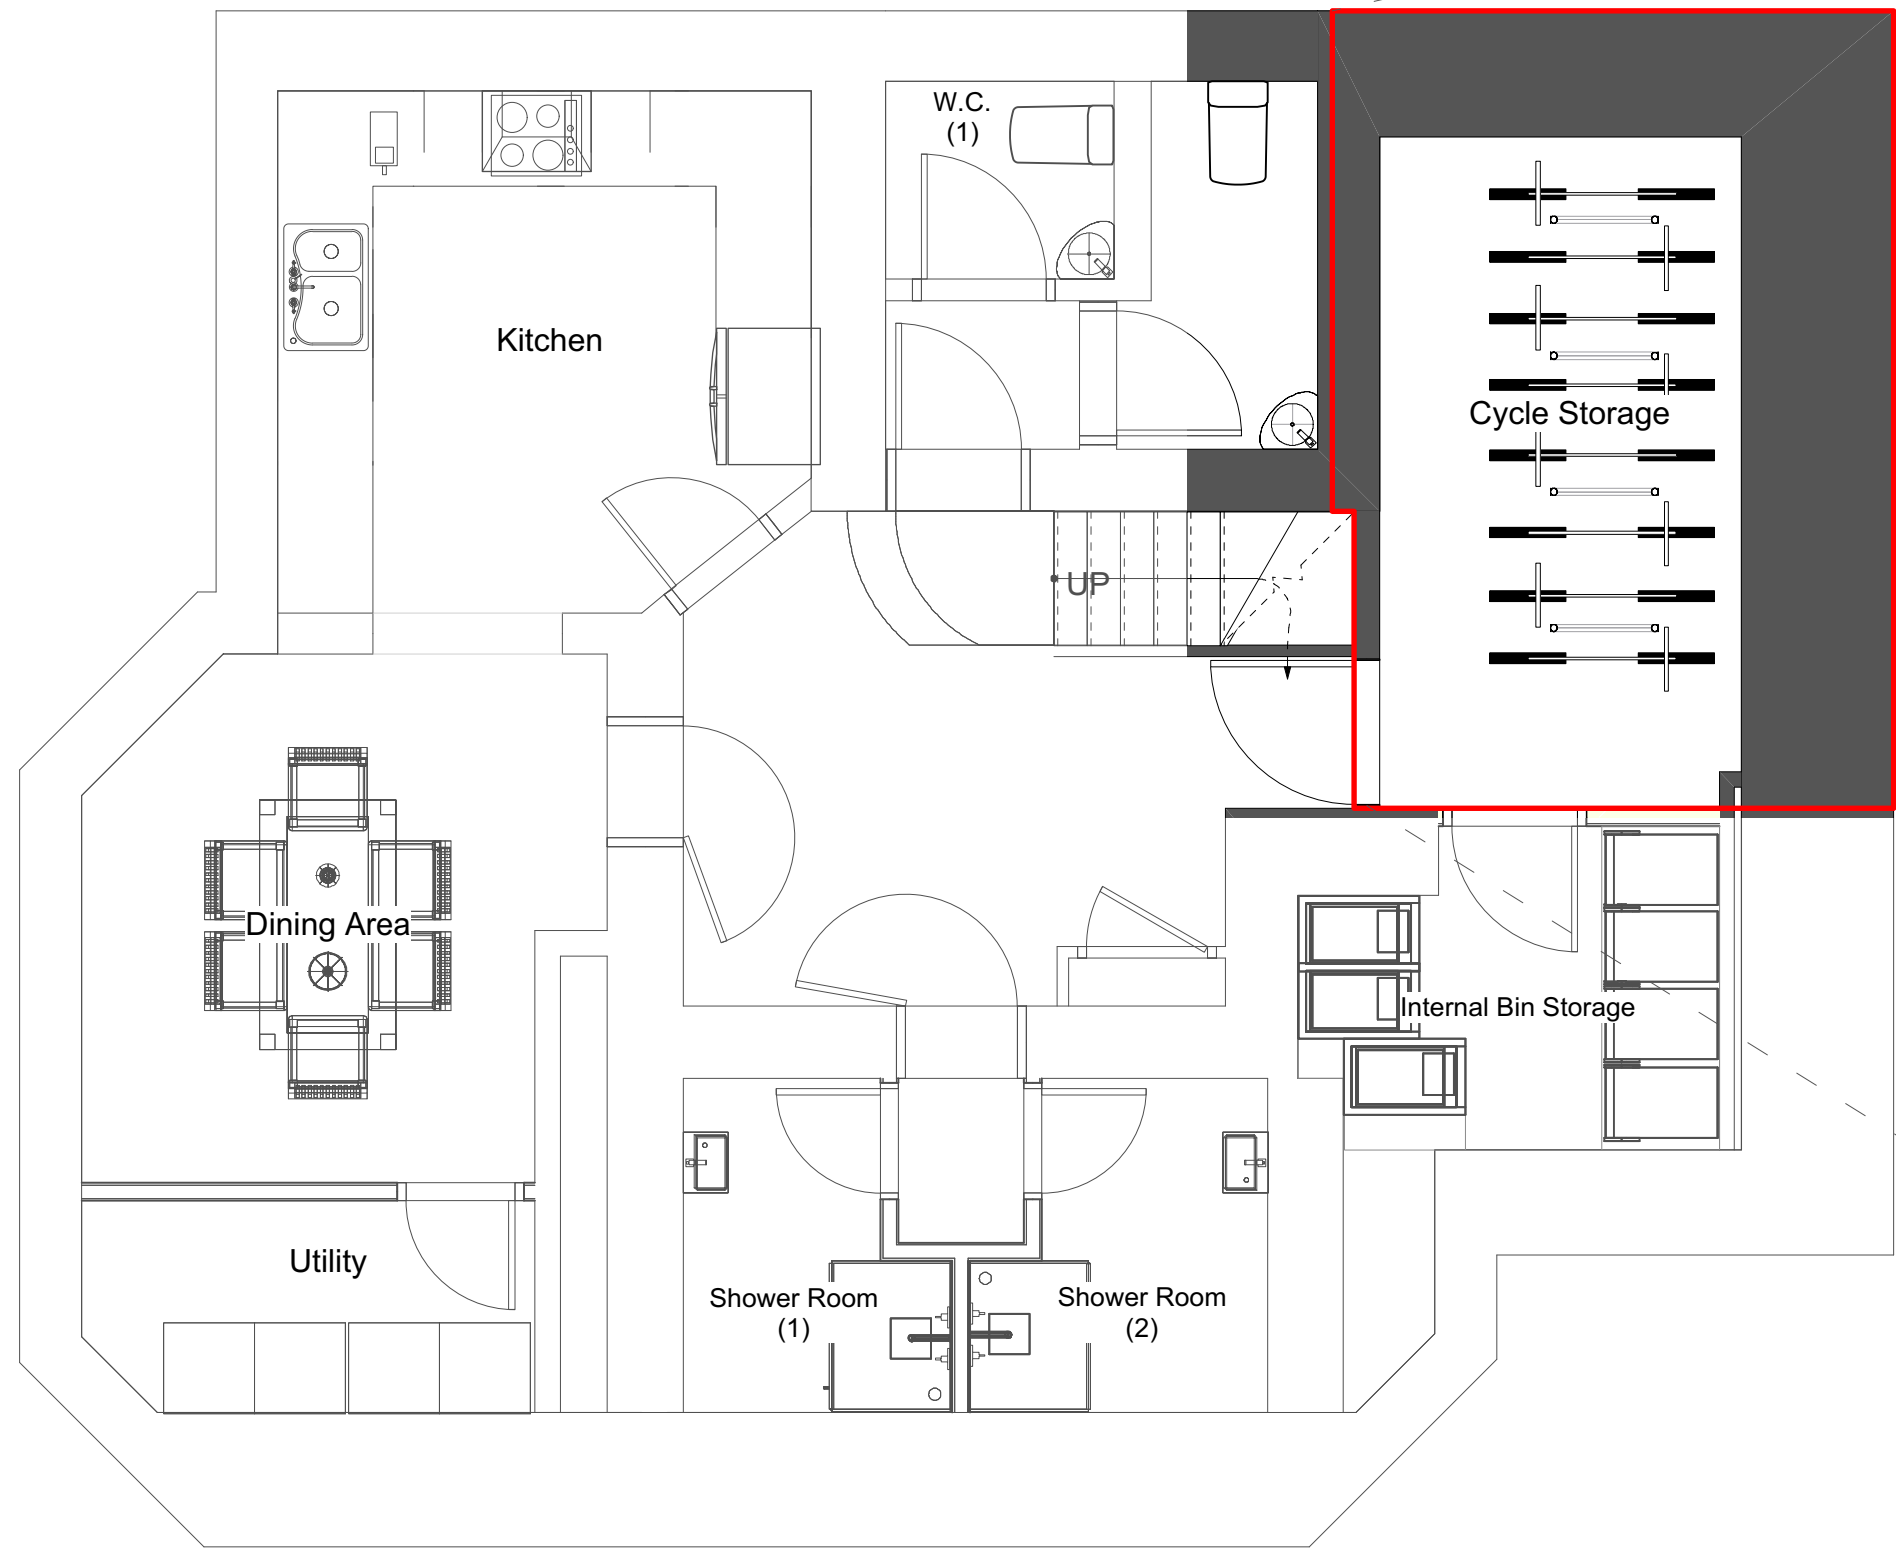 W.C.
(1)
Kitchen
Cycle Storage
UP
Dining Area
Internal Bin Storage
Utility
Shower Room
(1)
Shower Room
(2)